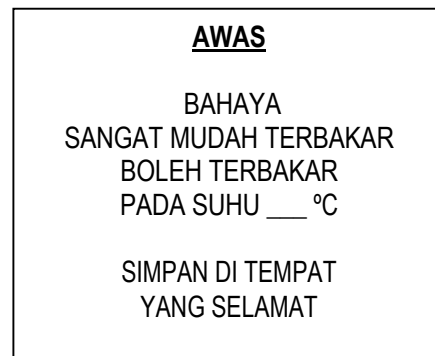 AWAS
BAHAYA
SANGAT MUDAH TERBAKAR
BOLEH TERBAKAR
PADA SUHU ___ ºC
SIMPAN DI TEMPAT
YANG SELAMAT